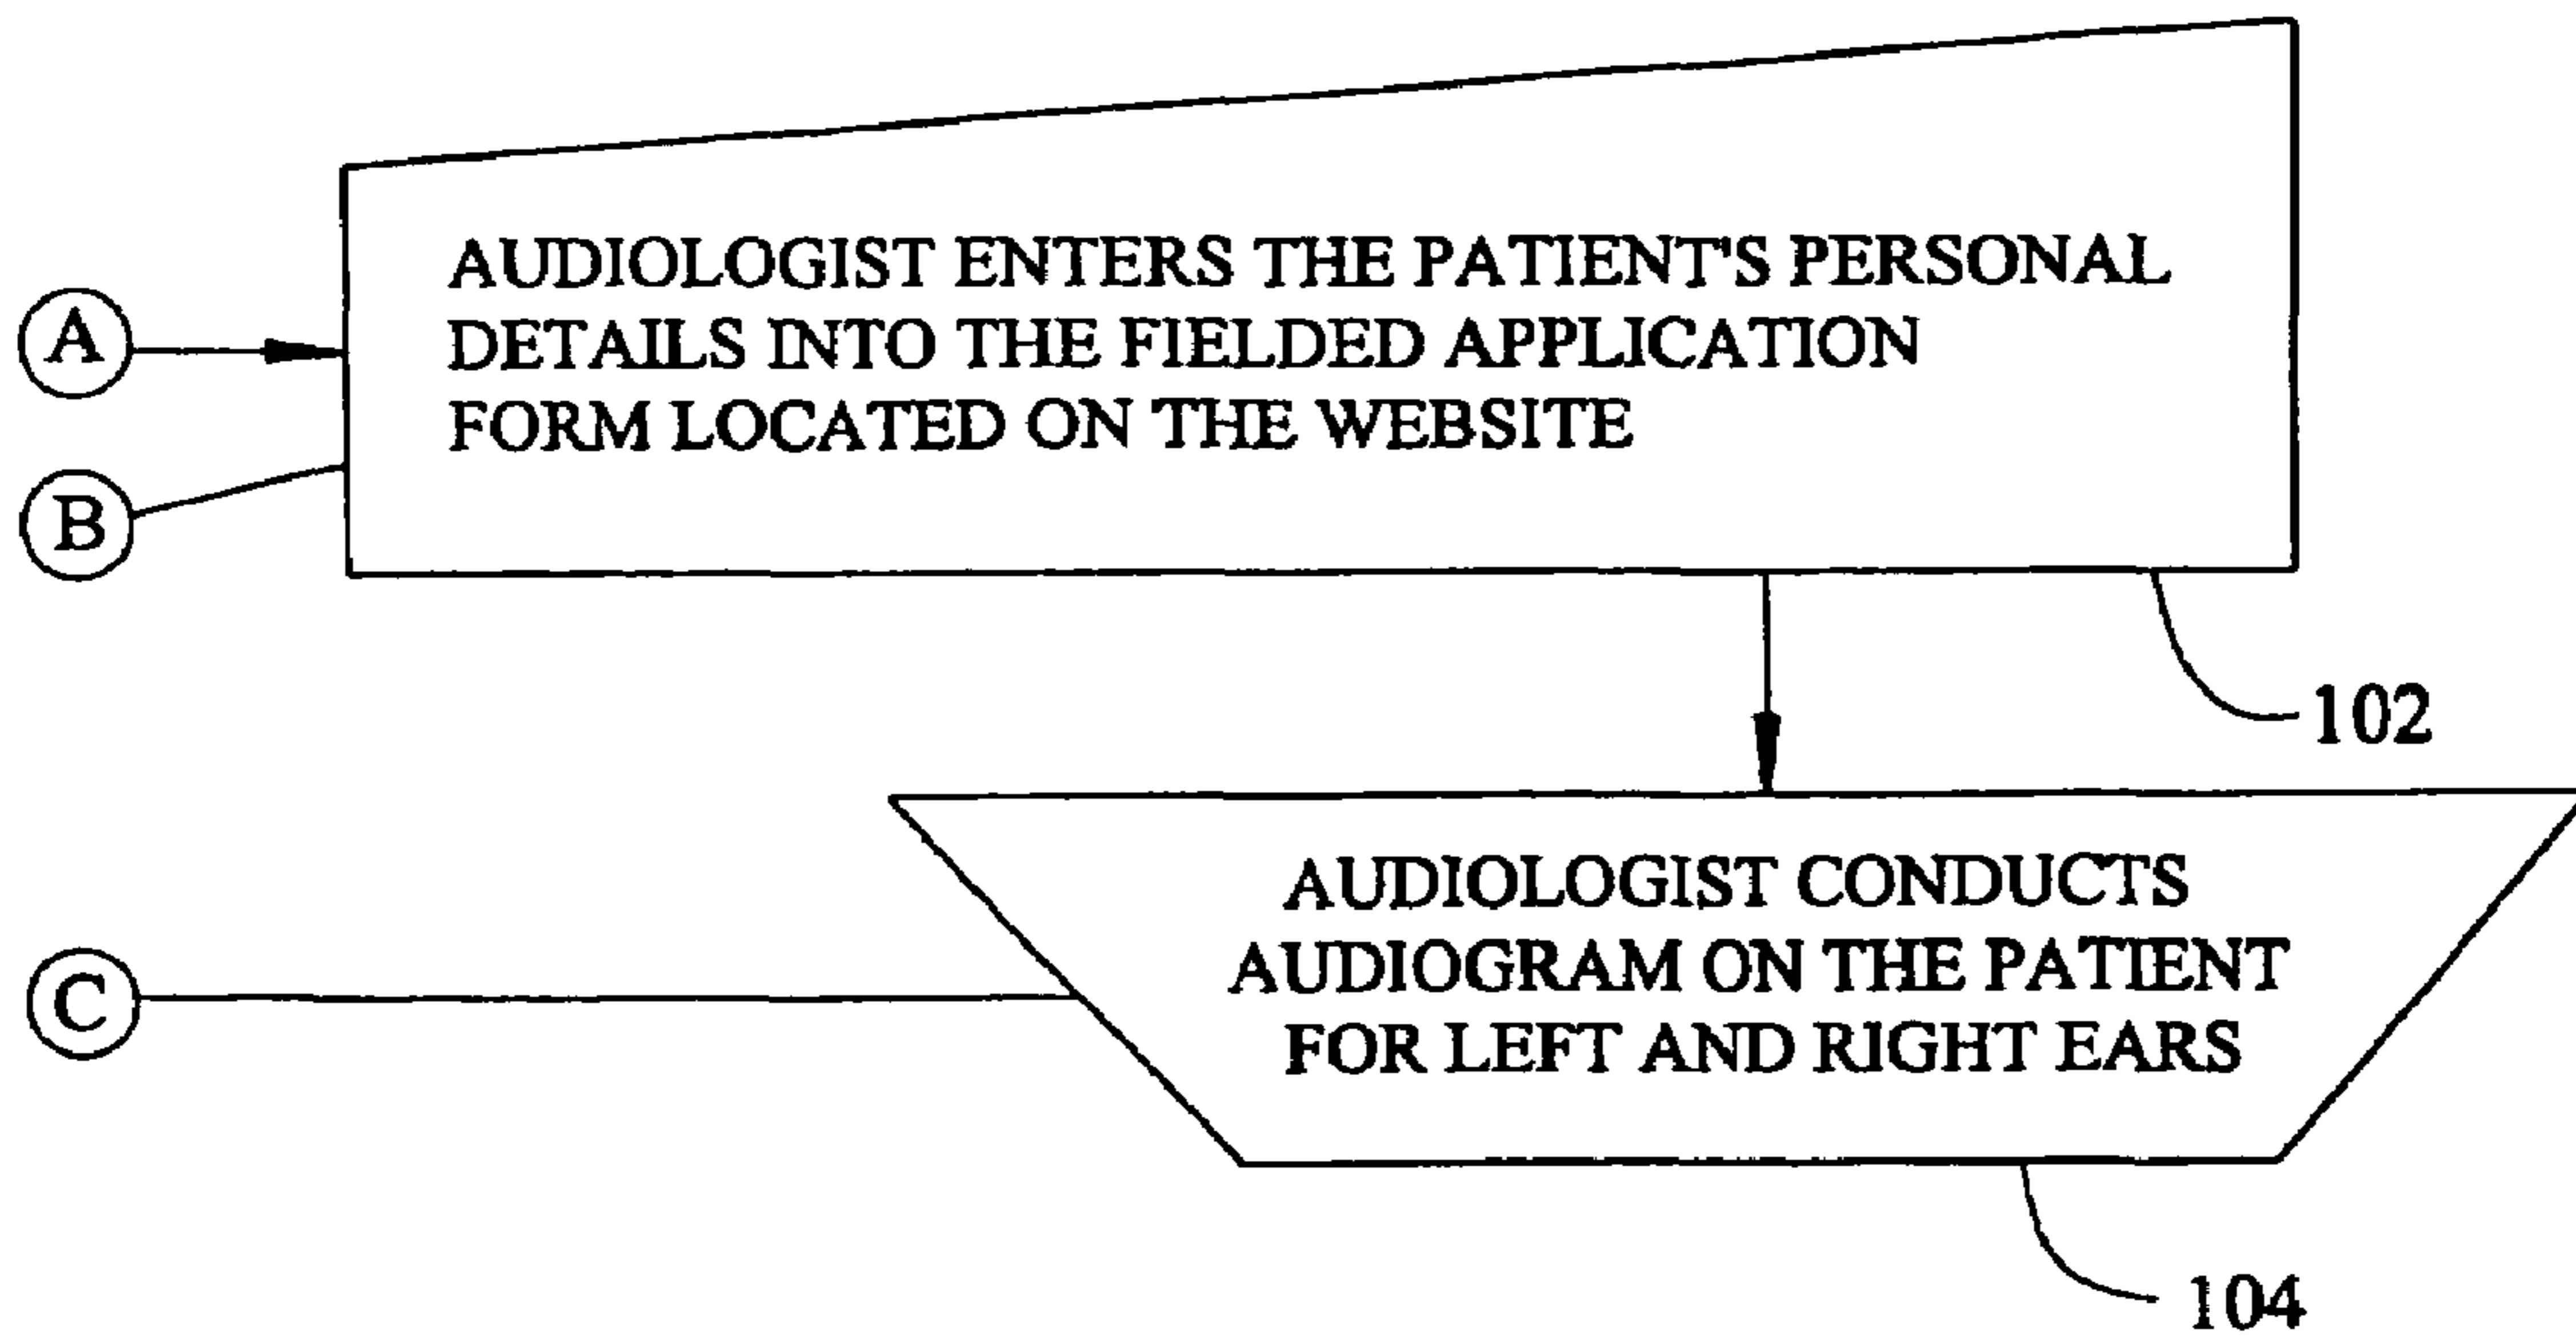 AUDIOLOGIST ENTERS THE PATIENT'S PERSONAL
DETAILS INTO THE FIELDED APPLICATION
FORM LOCATED ON THE WEBSITE
A
B
102
AUDIOLOGIST CONDUCTS
AUDIOGRAM ON THE PATIENT
FOR LEFT AND RIGHT EARS
C
104